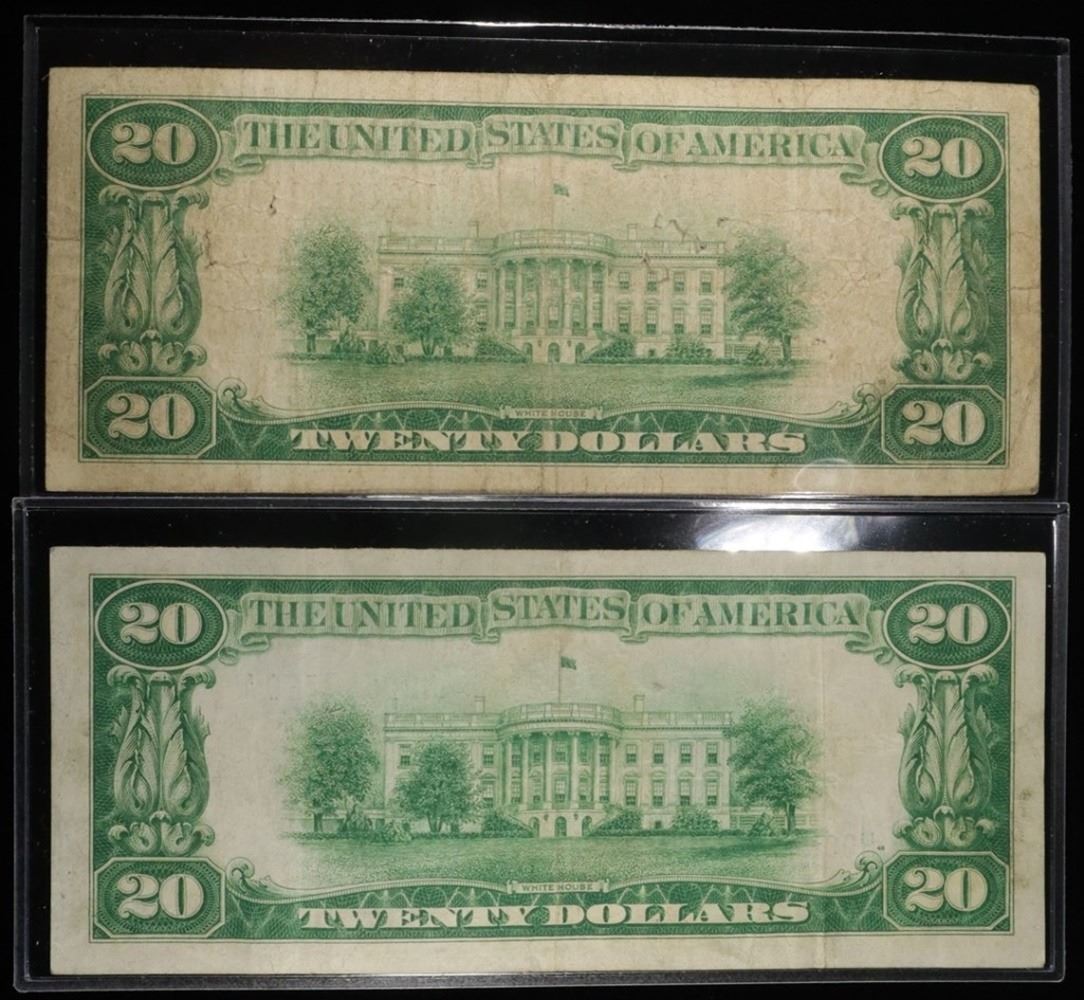 20 THE UNITED STATES OF AMERICA 20
WHITE HOUSE
20 TWENTY DOLLARS 20
20 THE UNITED STATES OF AMERICA 20
WHITE HOUSE
20 TWENTY DOLLARS 20